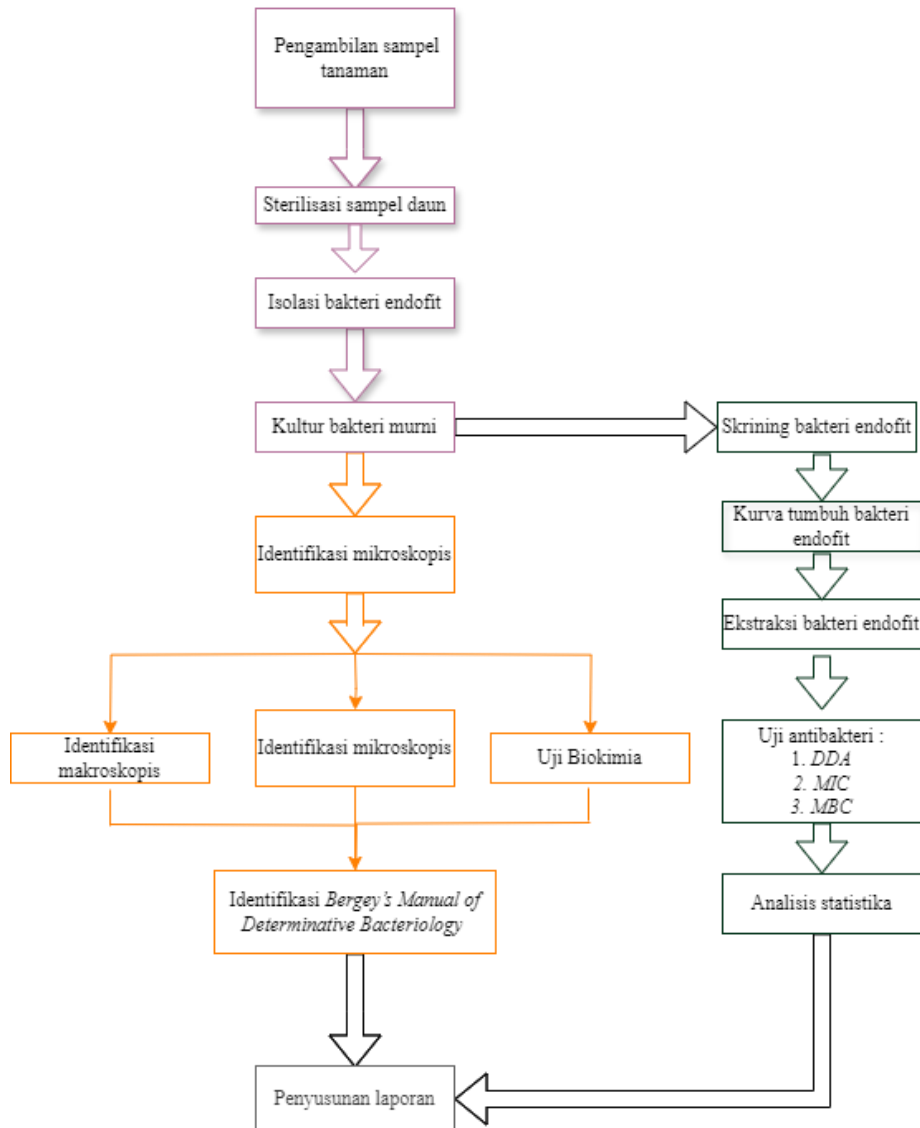 Pengambilan sampel
tanaman
Sterilisasi sampel daun
Isolasi bakteri endofit
Kultur bakteri murni
Skrining bakteri endofit
Identifikasi mikroskopis
Kurva tumbuh bakteri
endofit
Ekstraksi bakteri endofit
Identifikasi
makroskopis
Identifikasi mikroskopis
Uji Biokimia
Uji antibakteri :
1. DDA
2. MIC
3. MBC
Identifikasi Bergey’s Manual of
Determinative Bacteriology
Analisis statistika
Penyusunan laporan